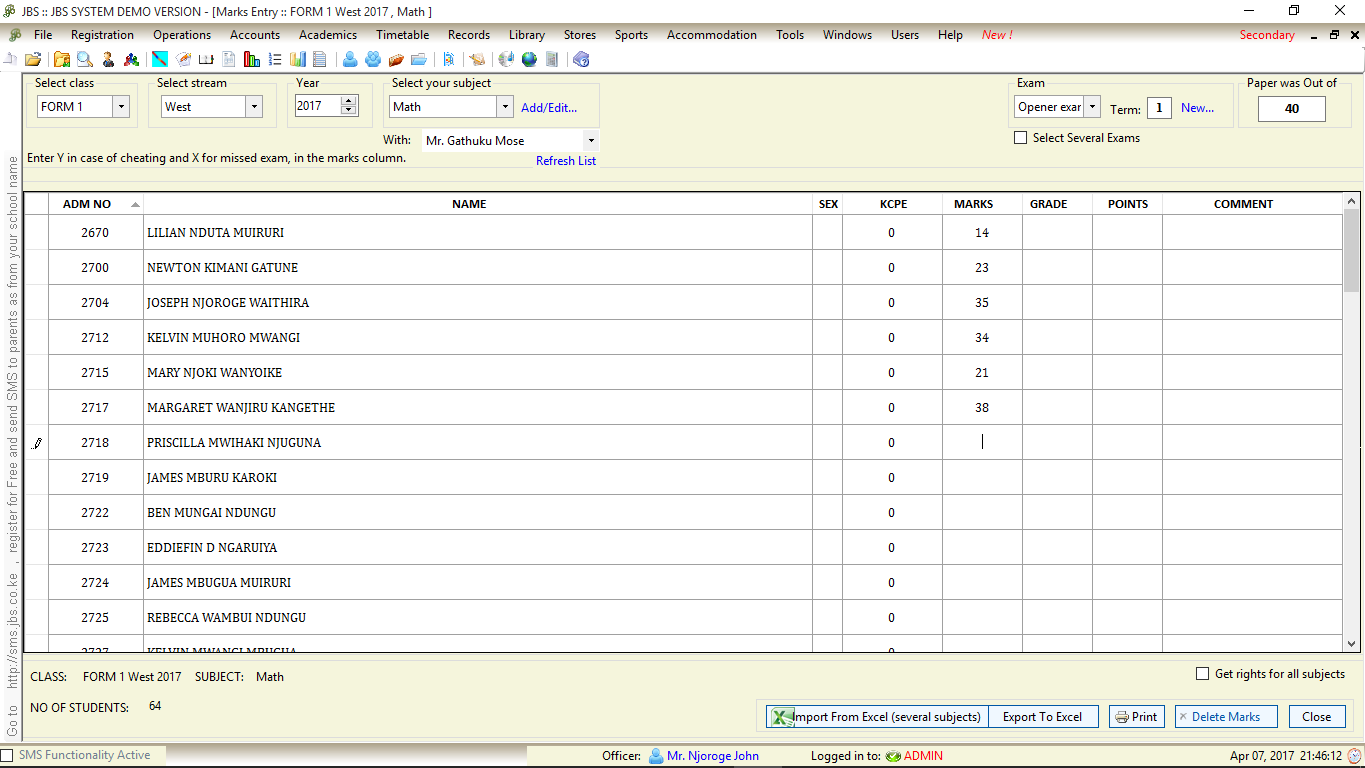 JBS :: JBS SYSTEM DEMO VERSION - [Marks Entry :: FORM 1 West 2017 , Math ]
File Registration Operations Accounts Academics Timetable Records Library Stores Sports Accommodation Tools Windows Users Help New ! Secondary
Select class Select stream Year Select your subject Exam Paper was Out of
FORM 1 West 2017 Math Add/Edit... Opener exar Term: 1 New... 40
With: Mr. Gathuku Mose Select Several Exams
Enter Y in case of cheating and X for missed exam, in the marks column. Refresh List
Go to http://sms.jbs.co.ke , register for Free and send SMS to parents as from your school name
ADM NO NAME SEX KCPE MARKS GRADE POINTS COMMENT
2670 LILIAN NDUTA MUIRURI 0 14
2700 NEWTON KIMANI GATUNE 0 23
2704 JOSEPH NJOROGE WAITHIRA 0 35
2712 KELVIN MUHORO MWANGI 0 34
2715 MARY NJOKI WANYOIKE 0 21
2717 MARGARET WANJIRU KANGETHE 0 38
2718 PRISCILLA MWIHAKI NJUGUNA 0
2719 JAMES MBURU KAROKI 0
2722 BEN MUNGAI NDUNGU 0
2723 EDDIEFIN D NGARUIYA 0
2724 JAMES MBUGUA MUIRURI 0
2725 REBECCA WAMBUI NDUNGU 0
2727 KELVIN MWANGI MBUGUA 0
CLASS: FORM 1 West 2017 SUBJECT: Math Get rights for all subjects
NO OF STUDENTS: 64
Import From Excel (several subjects) Export To Excel Print Delete Marks Close
SMS Functionality Active Officer: Mr. Njoroge John Logged in to: ADMIN Apr 07, 2017 21:46:12